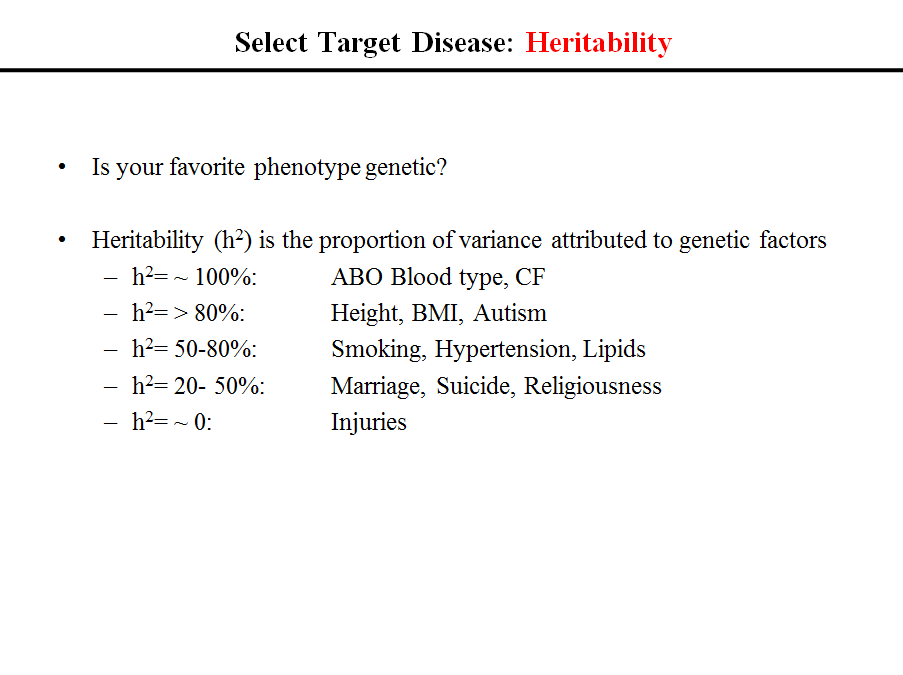 Select Target Disease: Heritability
• Is your favorite phenotype genetic?
• Heritability (h²) is the proportion of variance attributed to genetic factors
– h²= ~ 100%: ABO Blood type, CF
– h²= > 80%: Height, BMI, Autism
– h²= 50-80%: Smoking, Hypertension, Lipids
– h²= 20- 50%: Marriage, Suicide, Religiousness
– h²= ~ 0: Injuries